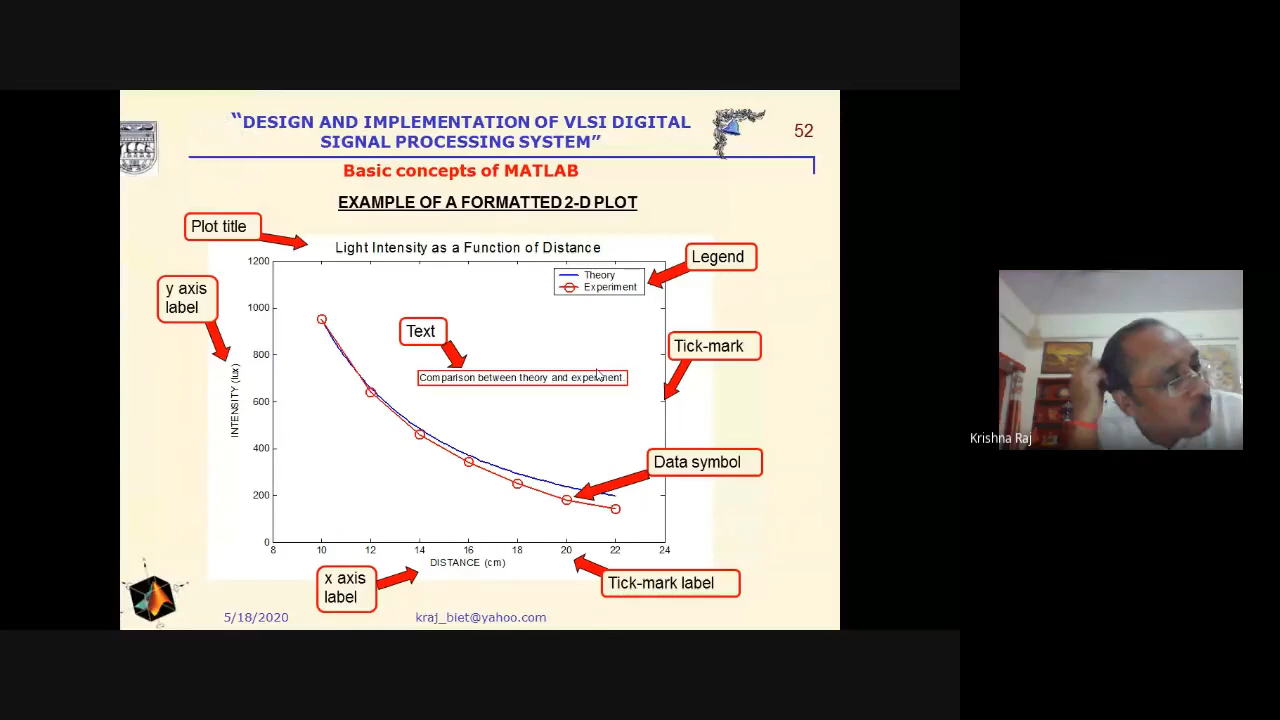 “DESIGN AND IMPLEMENTATION OF VLSI DIGITAL
SIGNAL PROCESSING SYSTEM”
52
Basic concepts of MATLAB
EXAMPLE OF A FORMATTED 2-D PLOT
Plot title
Light Intensity as a Function of Distance
Legend
Theory
Experiment
y axis
label
Text
Tick-mark
Comparison between theory and experiment.
INTENSITY (lux)
1200
1000
800
600
400
200
0
Data symbol
8 10 12 14 16 18 20 22 24
DISTANCE (cm)
x axis
label
Tick-mark label
5/18/2020
kraj_biet@yahoo.com
Krishna Raj